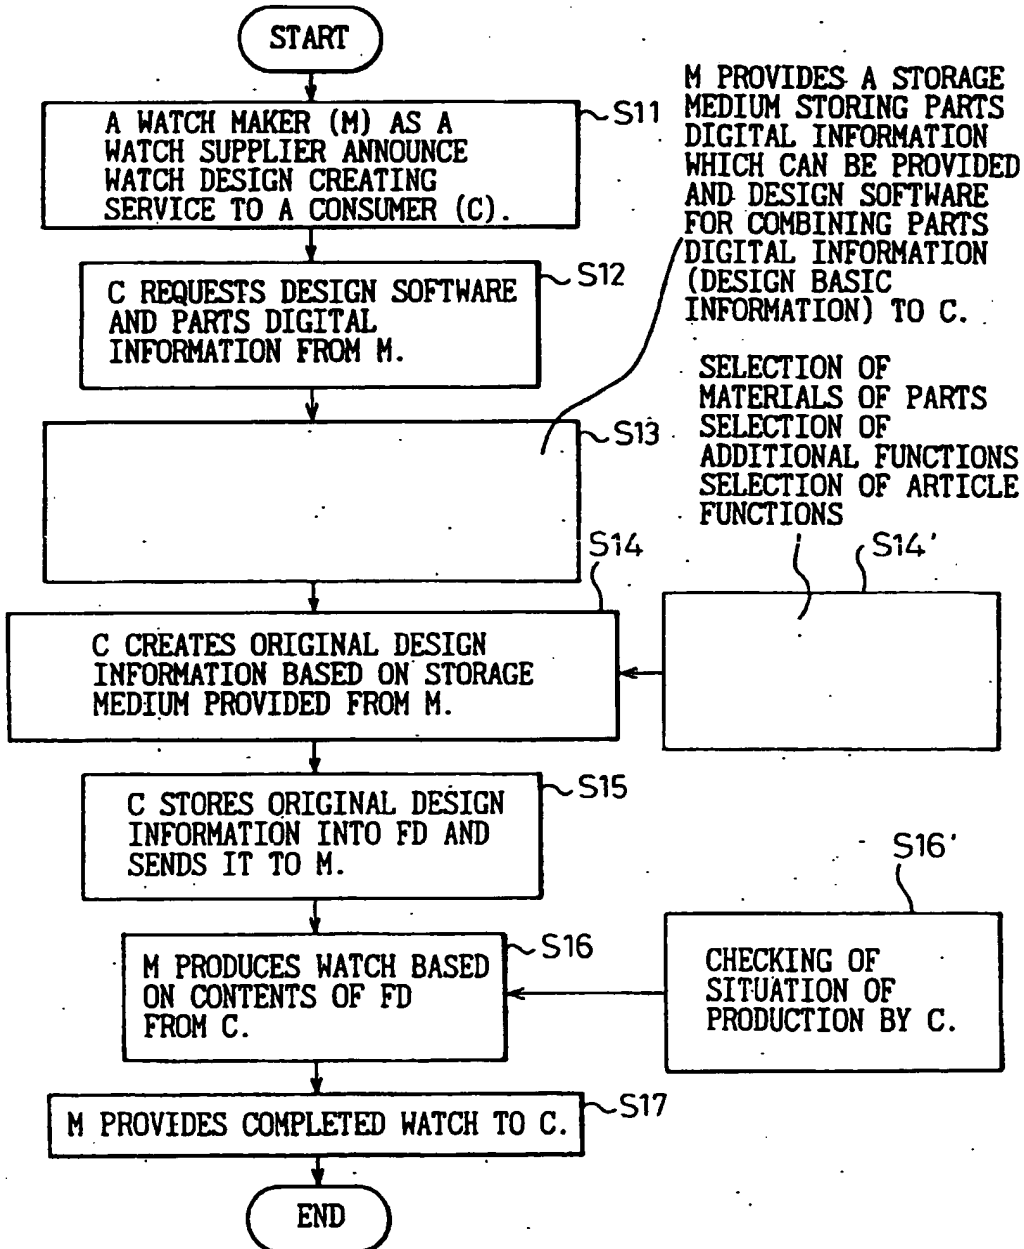 START
A WATCH MAKER (M) AS A
WATCH SUPPLIER ANNOUNCE
WATCH DESIGN CREATING
SERVICE TO A CONSUMER (C).
S11
C REQUESTS DESIGN SOFTWARE
AND PARTS DIGITAL
INFORMATION FROM M.
S12
M PROVIDES A STORAGE
MEDIUM STORING PARTS
DIGITAL INFORMATION
WHICH CAN BE PROVIDED
AND DESIGN SOFTWARE
FOR COMBINING PARTS
DIGITAL INFORMATION
(DESIGN BASIC
INFORMATION) TO C.
S13
SELECTION OF
MATERIALS OF PARTS
SELECTION OF
ADDITIONAL FUNCTIONS
SELECTION OF ARTICLE
FUNCTIONS
S14
S14'
C CREATES ORIGINAL DESIGN
INFORMATION BASED ON STORAGE
MEDIUM PROVIDED FROM M.
C STORES ORIGINAL DESIGN
INFORMATION INTO FD AND
SENDS IT TO M.
S15
M PRODUCES WATCH BASED
ON CONTENTS OF FD
FROM C.
S16
S16'
CHECKING OF
SITUATION OF
PRODUCTION BY C.
M PROVIDES COMPLETED WATCH TO C.
S17
END